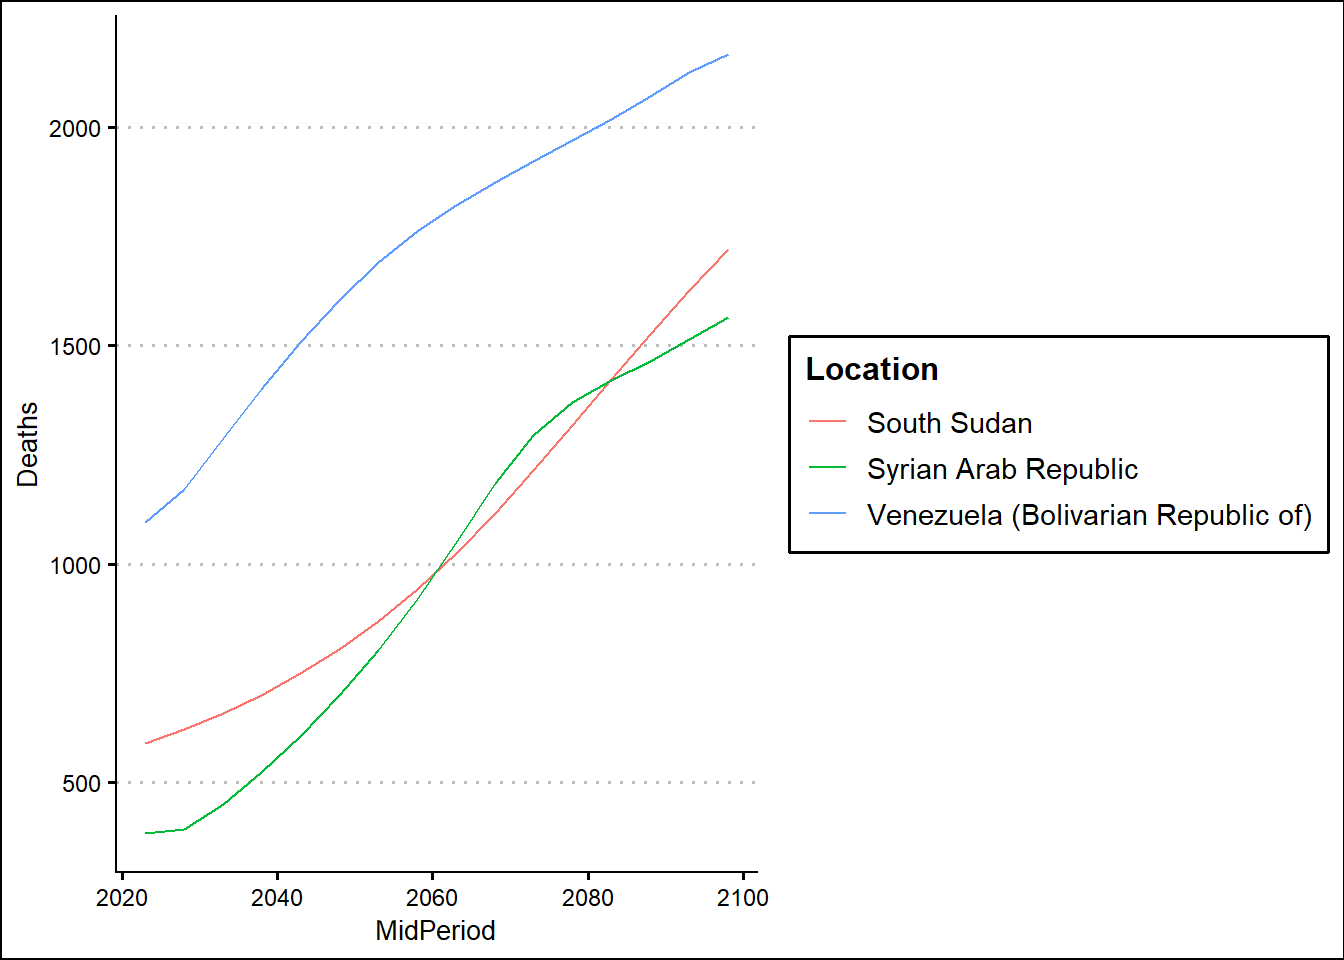 2000
1500
1000
500
Deaths
2020 2040 2060 2080 2100
MidPeriod
Location
South Sudan
Syrian Arab Republic
Venezuela (Bolivarian Republic of)